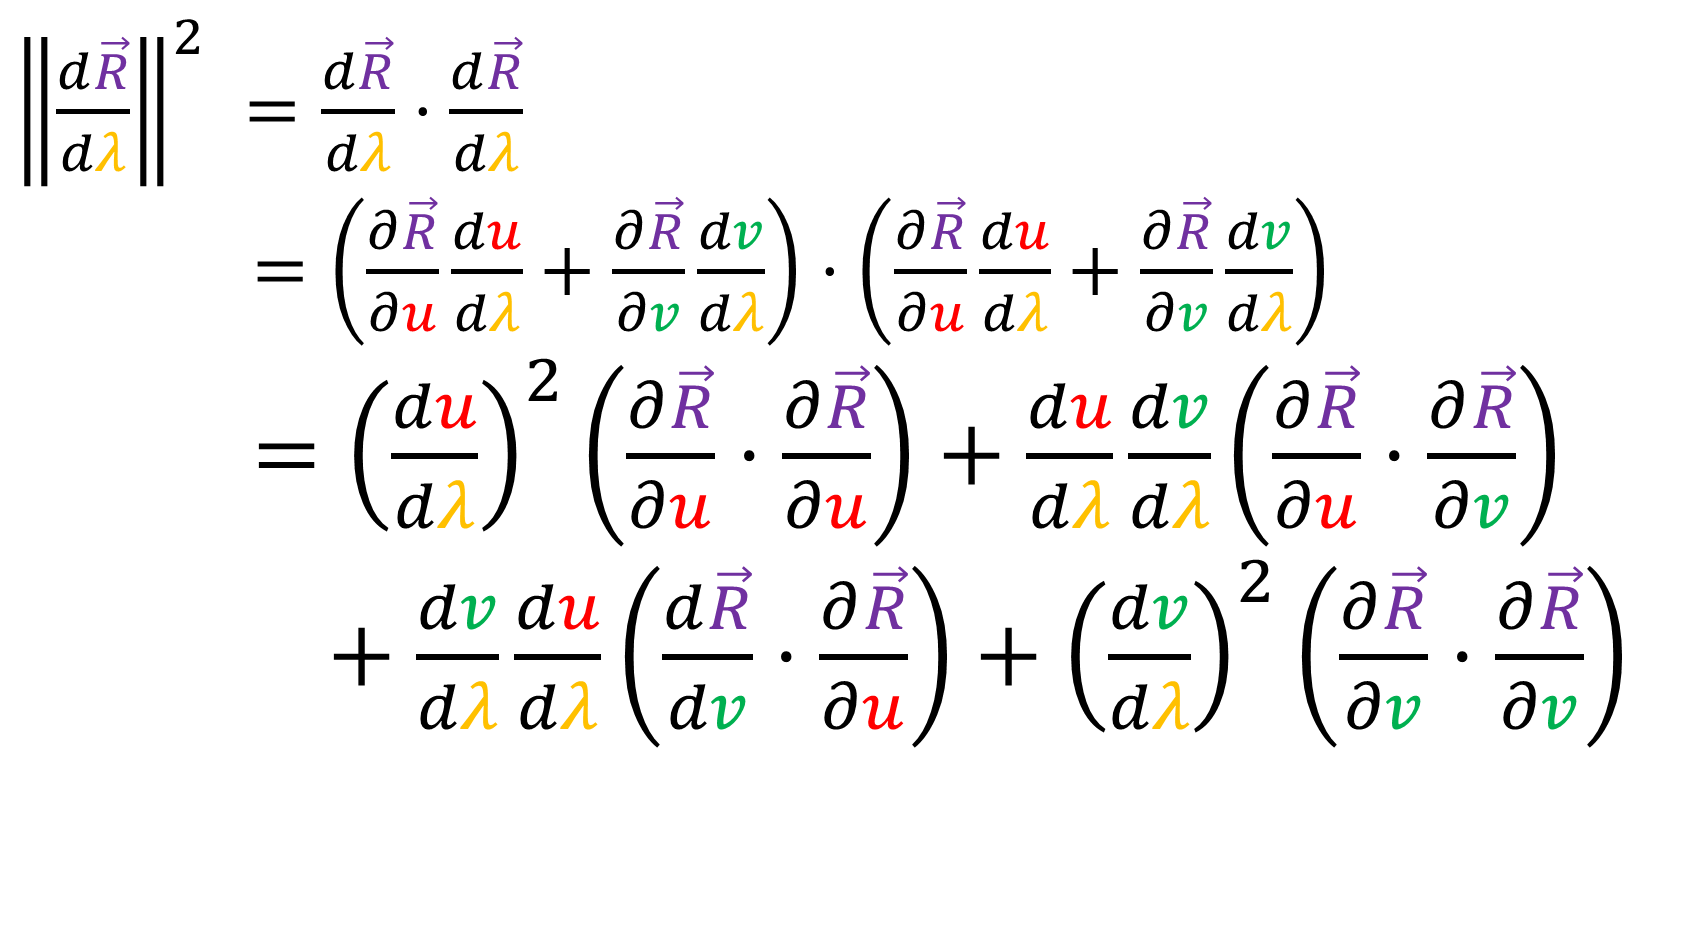 ‖dR⃗/dλ‖² = dR⃗/dλ · dR⃗/dλ
= (∂R⃗/∂u du/dλ + ∂R⃗/∂v dv/dλ) · (∂R⃗/∂u du/dλ + ∂R⃗/∂v dv/dλ)
= (du/dλ)² (∂R⃗/∂u · ∂R⃗/∂u) + du/dλ dv/dλ (∂R⃗/∂u · ∂R⃗/∂v)
+ dv/dλ du/dλ (dR⃗/dv · ∂R⃗/∂u) + (dv/dλ)² (∂R⃗/∂v · ∂R⃗/∂v)